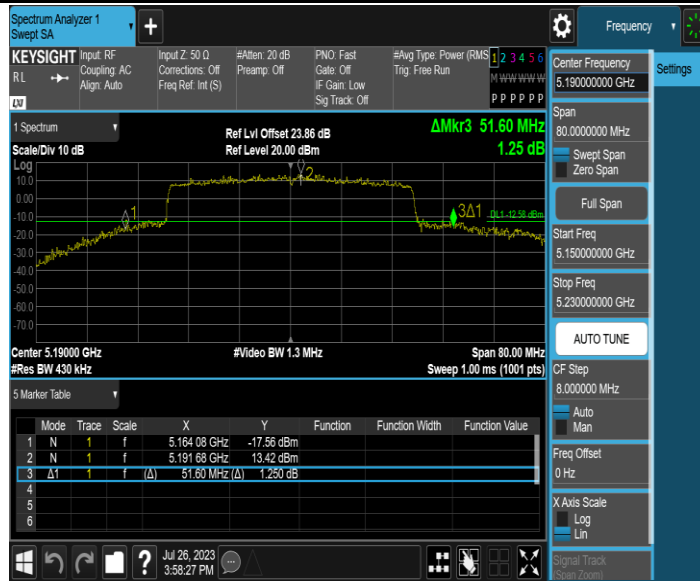 Spectrum Analyzer 1
Swept SA
+
Frequency
KEYSIGHT
RL
LXI
Input: RF
Coupling: AC
Align: Auto
Input Z: 50 Ω
Corrections: Off
Freq Ref: Int (S)
#Atten: 20 dB
Preamp: Off
PNO: Fast
Gate: Off
IF Gain: Low
Sig Track: Off
#Avg Type: Power (RMS
Trig: Free Run
1 2 3 4 5 6
M W W W W W
P P P P P P
1 Spectrum
Scale/Div 10 dB
Ref Lvl Offset 23.86 dB
Ref Level 20.00 dBm
ΔMkr3 51.60 MHz
1.25 dB
Log
10.0
0.00
-10.0
-20.0
-30.0
-40.0
-50.0
-60.0
-70.0
1
2
3Δ1
DL1 -12.58 dBm
Center 5.19000 GHz
#Res BW 430 kHz
#Video BW 1.3 MHz
Span 80.00 MHz
Sweep 1.00 ms (1001 pts)
5 Marker Table
Mode Trace Scale X Y Function Function Width Function Value
1 N 1 f 5.164 08 GHz -17.56 dBm
2 N 1 f 5.191 68 GHz 13.42 dBm
3 Δ1 1 f (Δ) 51.60 MHz (Δ) 1.250 dB
4
5
6
Jul 26, 2023
3:58:27 PM
Center Frequency
5.190000000 GHz
Settings
Span
80.0000000 MHz
Swept Span
Zero Span
Full Span
Start Freq
5.150000000 GHz
Stop Freq
5.230000000 GHz
AUTO TUNE
CF Step
8.000000 MHz
Auto
Man
Freq Offset
0 Hz
X Axis Scale
Log
Lin
Signal Track
(Span Zoom)